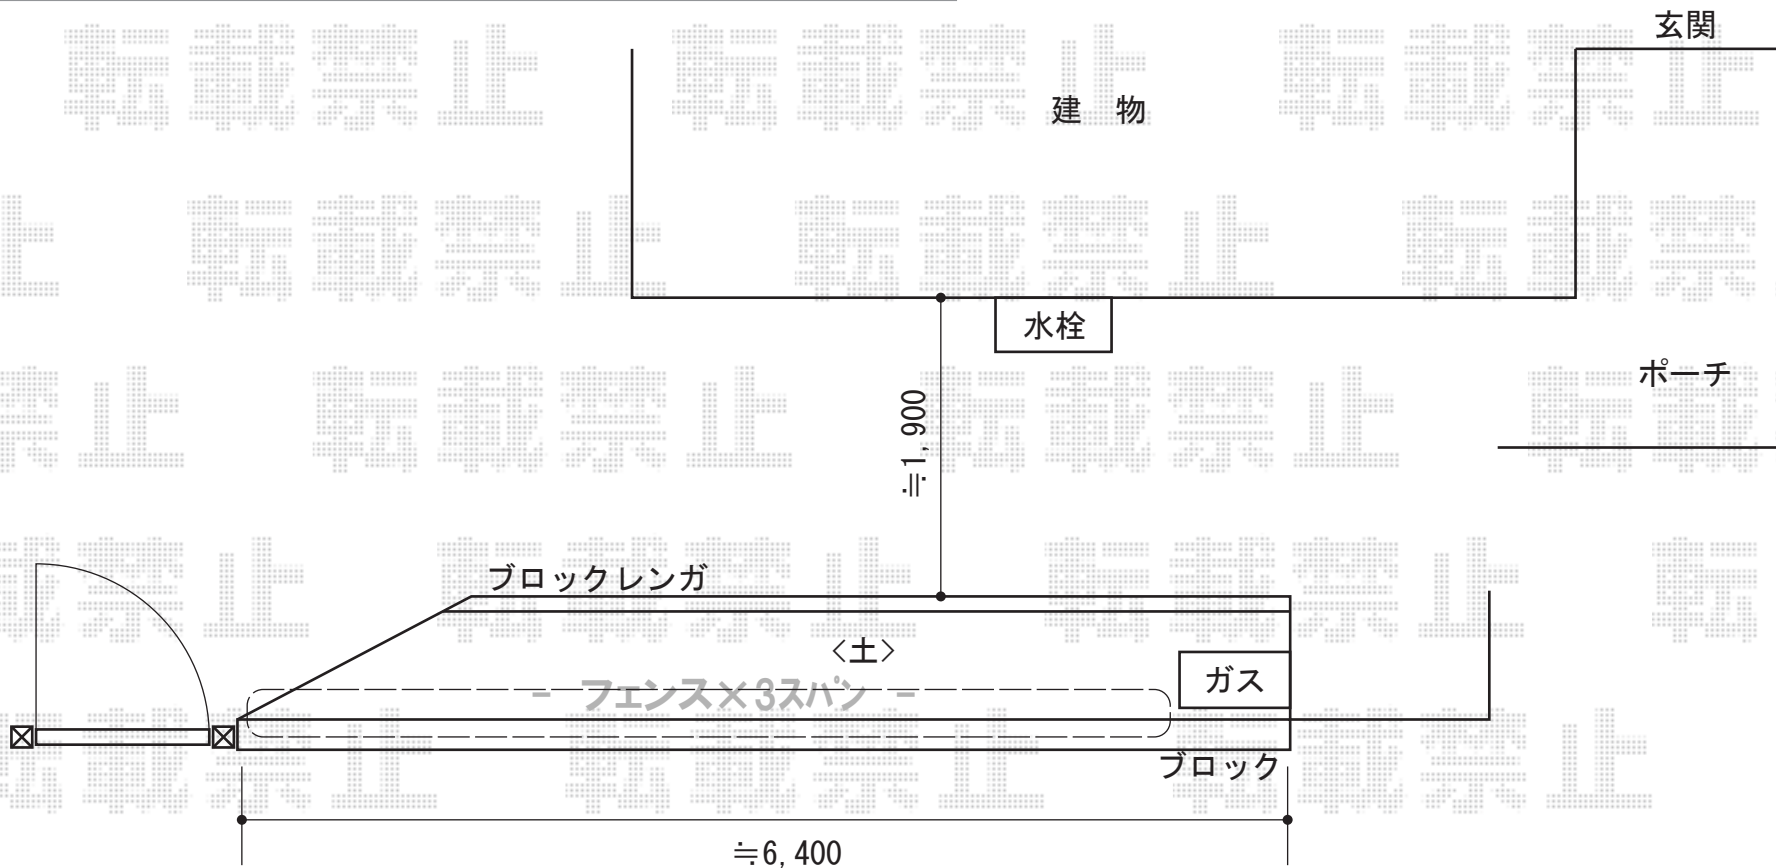 玄関
建 物
水栓
ポーチ
≒1,900
ブロックレンガ
<土>
ガス
- フェンス×3スパン -
ブロック
≒6,400
転載禁止